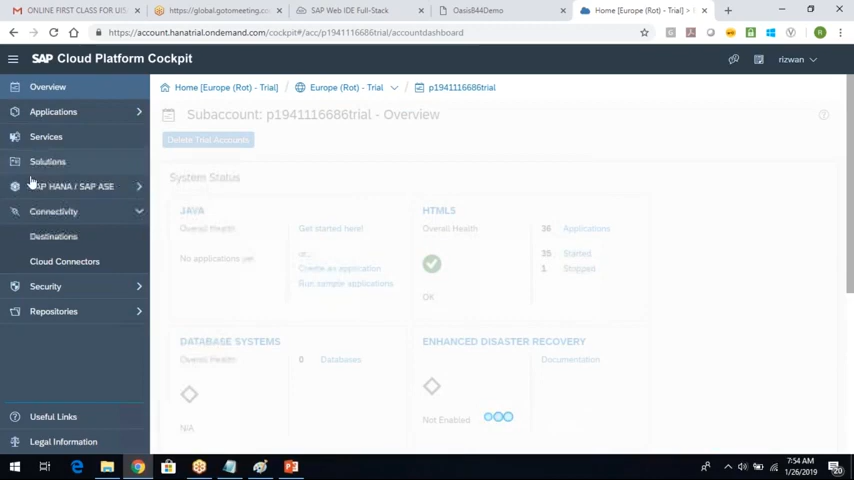 ONLINE FIRST CLASS FOR UI5
https://global.gotomeeting.co
SAP Web IDE Full-Stack
Oasis844Demo
Home [Europe (Rot) - Trial]
https://account.hanatrial.ondemand.com/cockpit#/acc/p1941116686trial/accountdashboard
SAP Cloud Platform Cockpit
rizwan
Overview
Applications
Services
Solutions
SAP HANA / SAP ASE
Connectivity
Destinations
Cloud Connectors
Security
Repositories
Useful Links
Legal Information
Home [Europe (Rot) - Trial] / Europe (Rot) - Trial / p1941116686trial
Subaccount: p1941116686trial - Overview
Delete Trial Accounts
System Status
JAVA
Overall Health
Get started here!
No applications yet
or...
Create an application
Run sample applications
HTML5
Overall Health
36 Applications
35 Started
1 Stopped
OK
DATABASE SYSTEMS
Overall Health
0 Databases
N/A
ENHANCED DISASTER RECOVERY
Documentation
Not Enabled
7:54 AM
1/26/2019
20